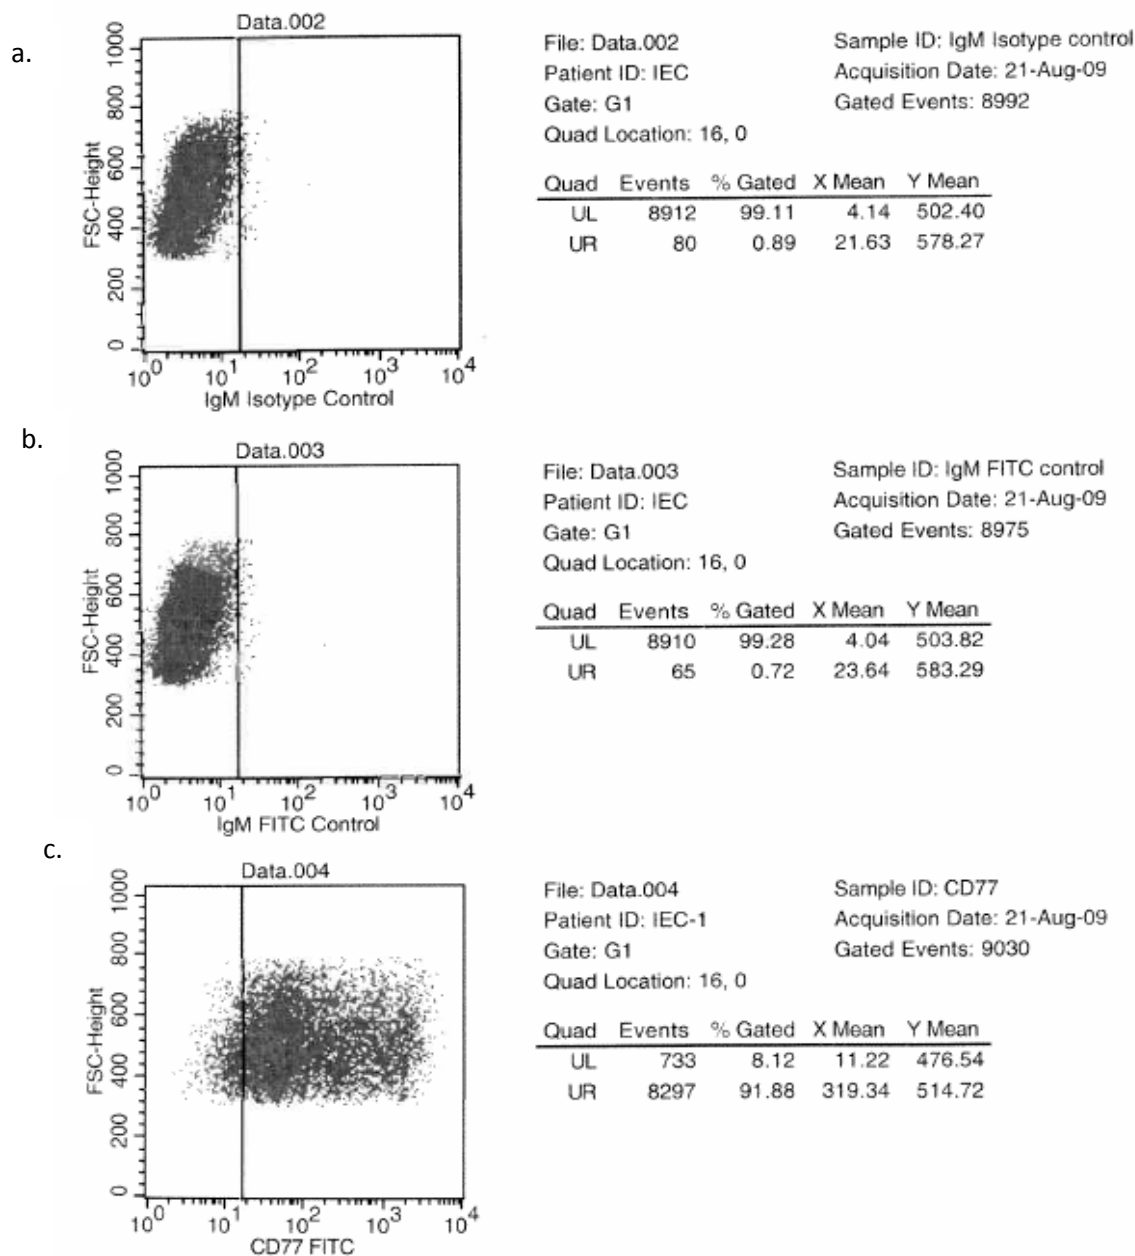 a.
Data.002
1000
800
600
400
200
0
FSC-Height
10^0 10^1 10^2 10^3 10^4
IgM Isotype Control
File: Data.002 Sample ID: IgM Isotype control
Patient ID: IEC Acquisition Date: 21-Aug-09
Gate: G1 Gated Events: 8992
Quad Location: 16, 0
Quad Events % Gated X Mean Y Mean
UL 8912 99.11 4.14 502.40
UR 80 0.89 21.63 578.27
b.
Data.003
1000
800
600
400
200
0
FSC-Height
10^0 10^1 10^2 10^3 10^4
IgM FITC Control
File: Data.003 Sample ID: IgM FITC control
Patient ID: IEC Acquisition Date: 21-Aug-09
Gate: G1 Gated Events: 8975
Quad Location: 16, 0
Quad Events % Gated X Mean Y Mean
UL 8910 99.28 4.04 503.82
UR 65 0.72 23.64 583.29
c.
Data.004
1000
800
600
400
200
0
FSC-Height
10^0 10^1 10^2 10^3 10^4
CD77 FITC
File: Data.004 Sample ID: CD77
Patient ID: IEC-1 Acquisition Date: 21-Aug-09
Gate: G1 Gated Events: 9030
Quad Location: 16, 0
Quad Events % Gated X Mean Y Mean
UL 733 8.12 11.22 476.54
UR 8297 91.88 319.34 514.72